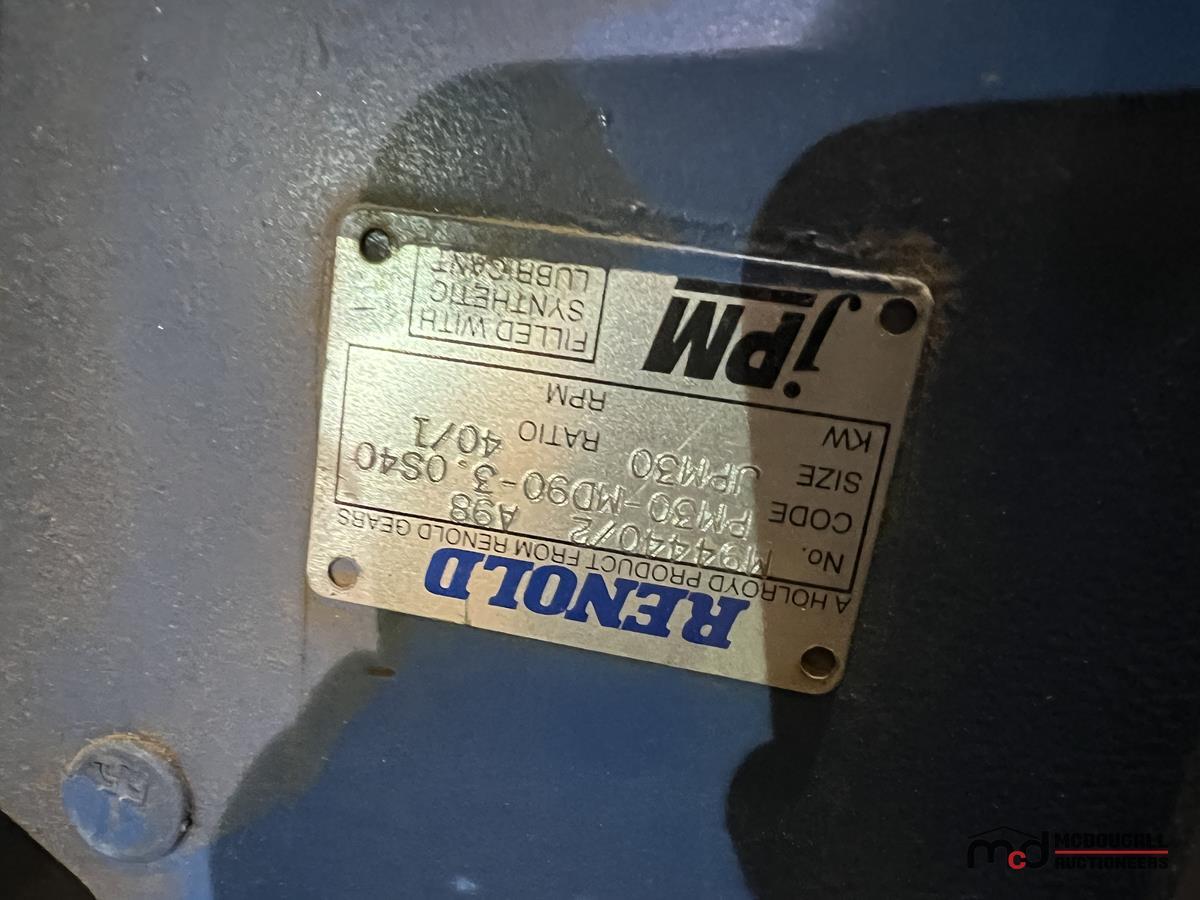 RENOLD
A HOLROYD PRODUCT FROM RENOLD GEARS
No. M9440/2 A98
CODE PM30-MD90-3.0S40
SIZE JPM30 RATIO 40/1
KW RPM
jPM
FILLED WITH
SYNTHETIC
LUBRICANT
mcd
MCDOUGALL
AUCTIONEERS